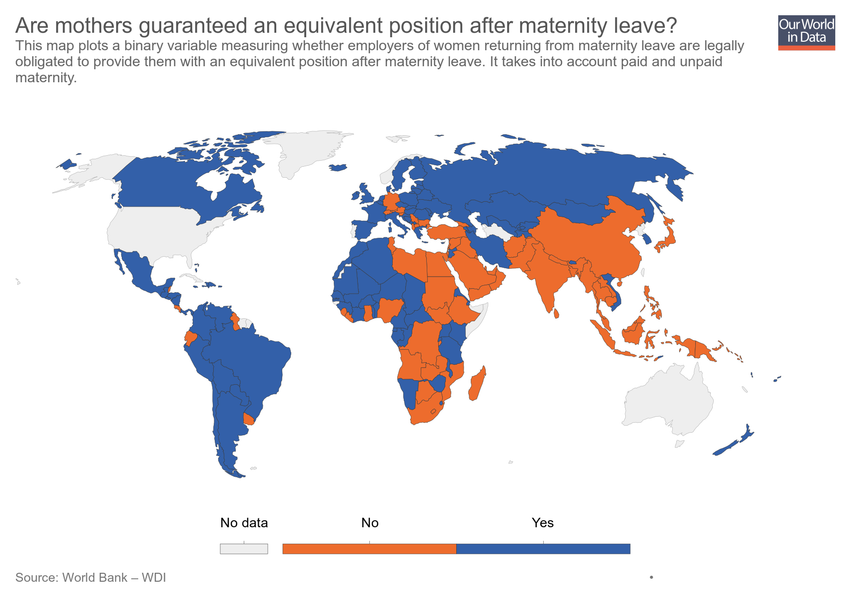 Are mothers guaranteed an equivalent position after maternity leave?
Our World
in Data
This map plots a binary variable measuring whether employers of women returning from maternity leave are legally
obligated to provide them with an equivalent position after maternity leave. It takes into account paid and unpaid
maternity.
No data
No
Yes
Source: World Bank – WDI